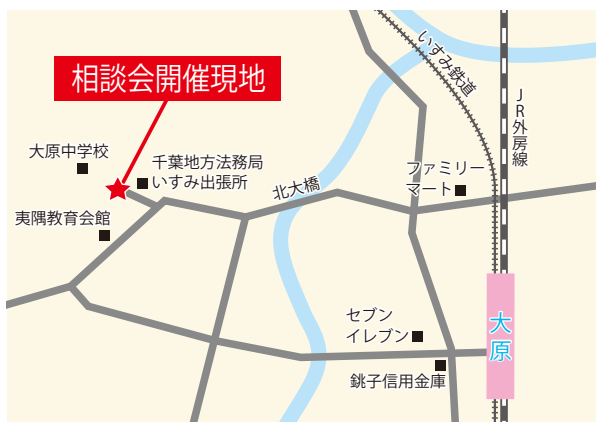 いすみ鉄道
相談会開催現地
JR外房線
大原中学校
千葉地方法務局
いすみ出張所
ファミリー
マート
北大橋
夷隅教育会館
セブン
イレブン
大原
銚子信用金庫